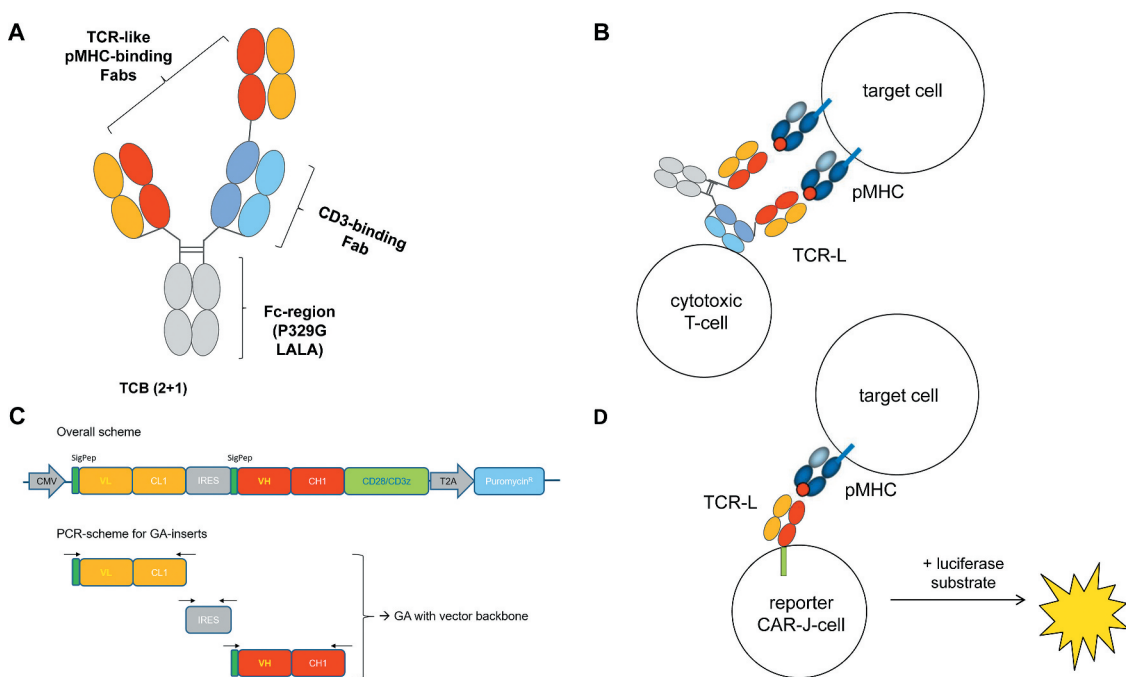 A
TCR-like
pMHC-binding
Fabs
CD3-binding
Fab
Fc-region
(P329G
LALA)
TCB (2+1)
B
target cell
pMHC
TCR-L
cytotoxic
T-cell
C
Overall scheme
SigPep
SigPep
CMV
VL
CL1
IRES
VH
CH1
CD28/CD3z
T2A
Puromycinᴿ
PCR-scheme for GA-inserts
VL
CL1
IRES
→ GA with vector backbone
VH
CH1
D
target cell
pMHC
TCR-L
reporter
CAR-J-cell
+ luciferase
substrate